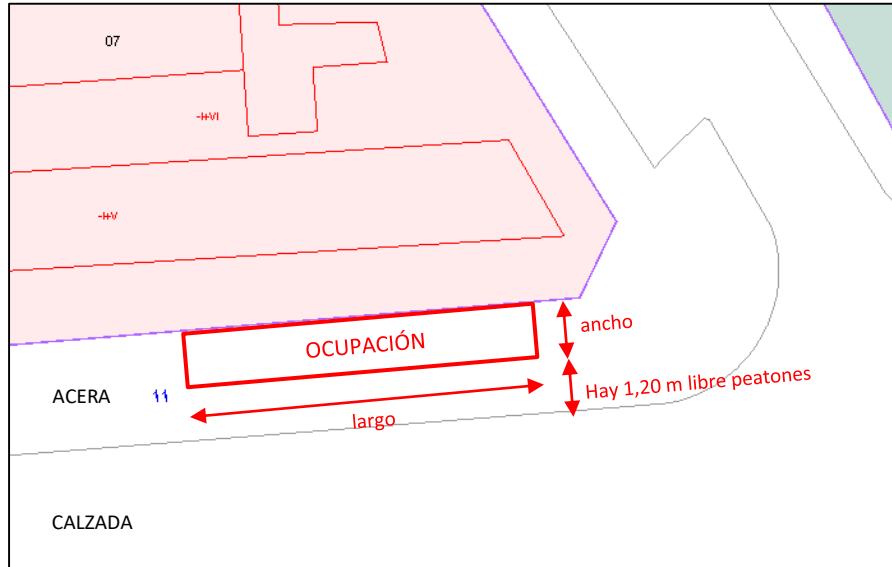 07
-I+VI
-I+V
OCUPACIÓN
ancho
Hay 1,20 m libre peatones
ACERA
11
largo
CALZADA